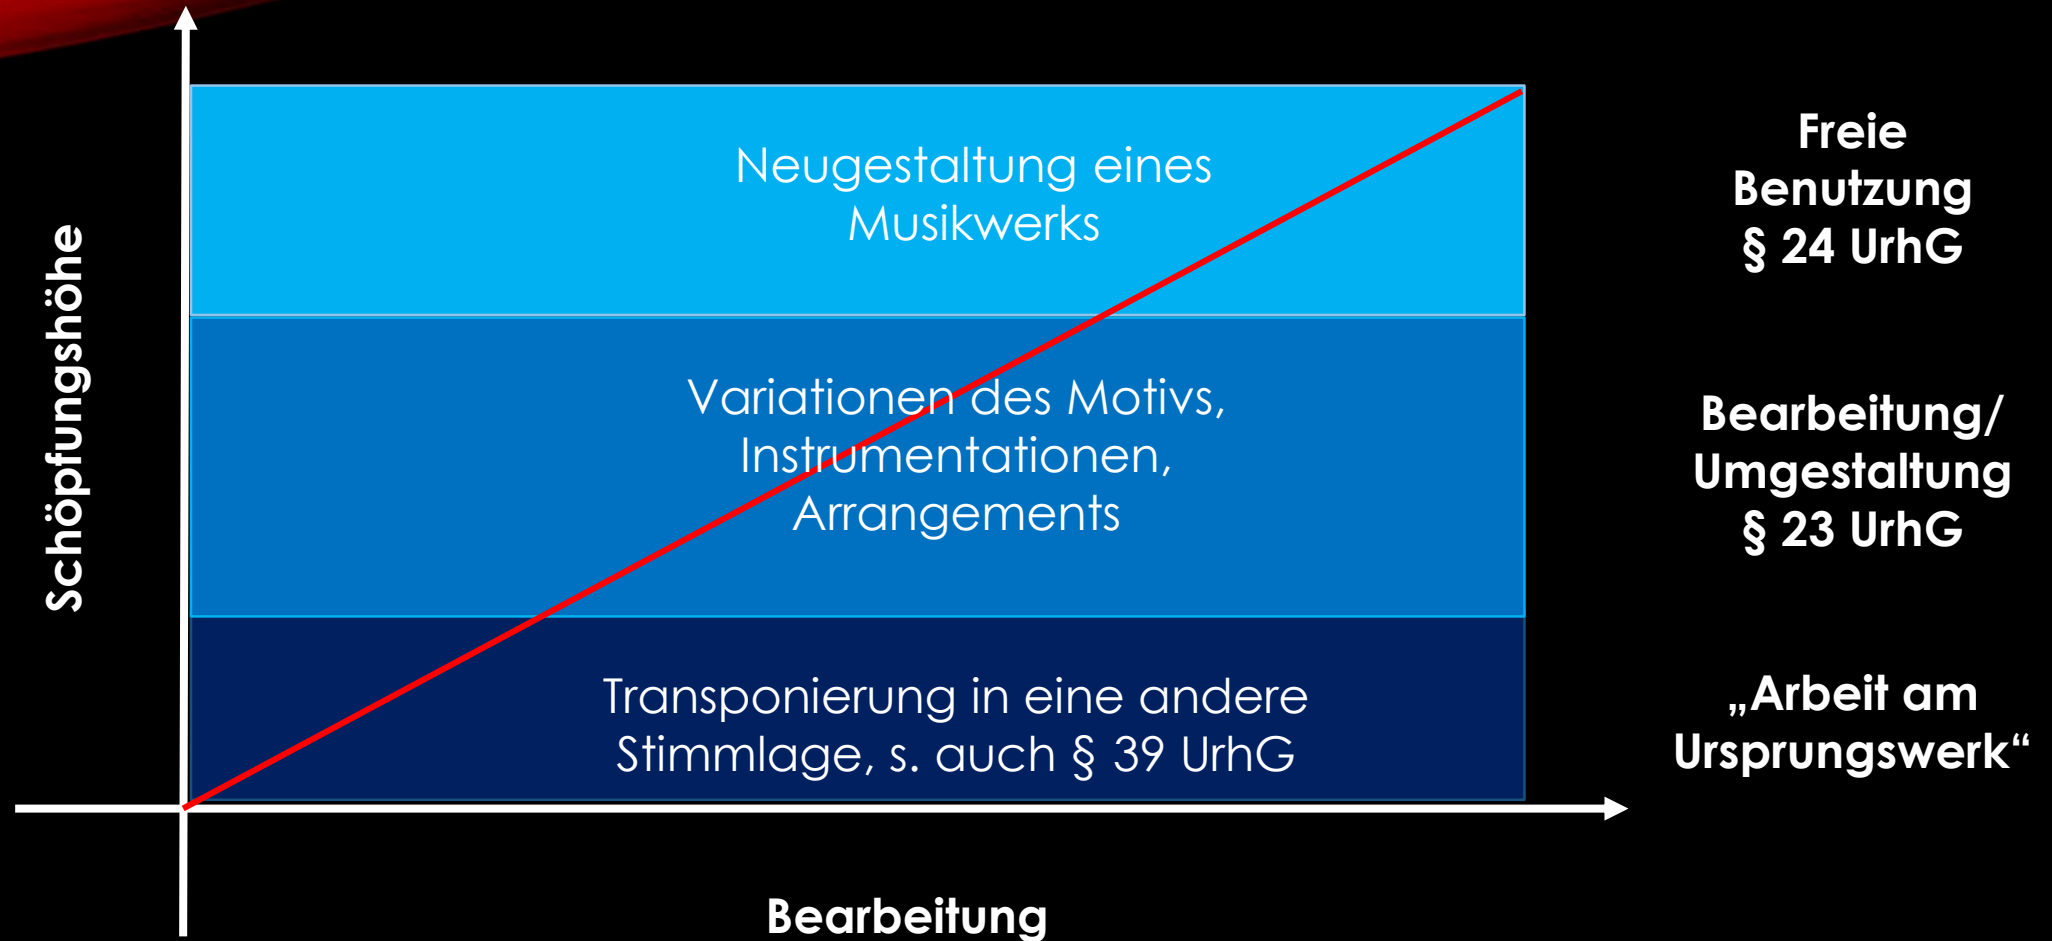 Schöpfungshöhe
Neugestaltung eines
Musikwerks
Freie
Benutzung
§ 24 UrhG
Variationen des Motivs,
Instrumentationen,
Arrangements
Bearbeitung/
Umgestaltung
§ 23 UrhG
Transponierung in eine andere
Stimmlage, s. auch § 39 UrhG
„Arbeit am
Ursprungswerk“
Bearbeitung